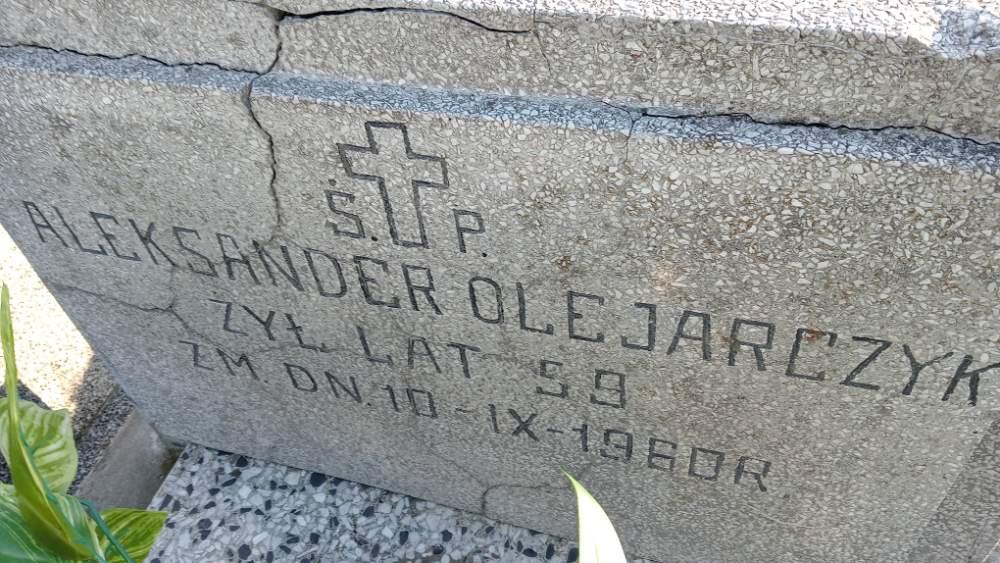 Ś. P.
ALEKSANDER OLEJARCZYK
ŻYŁ LAT 59
ZM. DN. 10-IX-1960R.